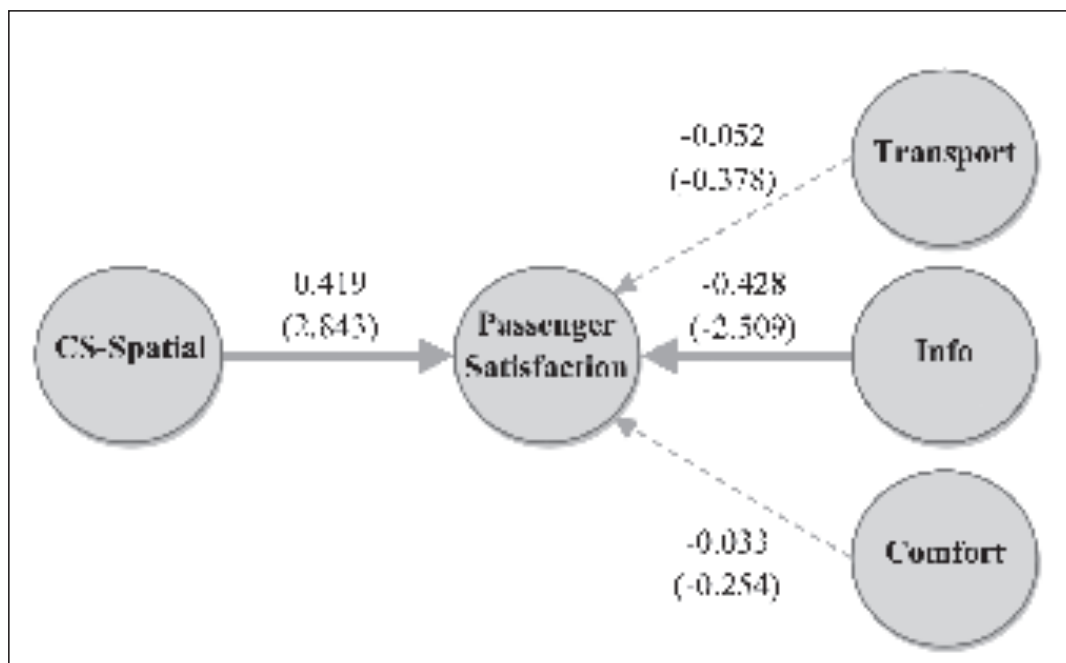 -0.052
(-0.378)
Transport
CS-Spatial
0.419
(2.843)
Passenger
Satisfaction
-0.428
(-2.509)
Info
-0.033
(-0.254)
Comfort